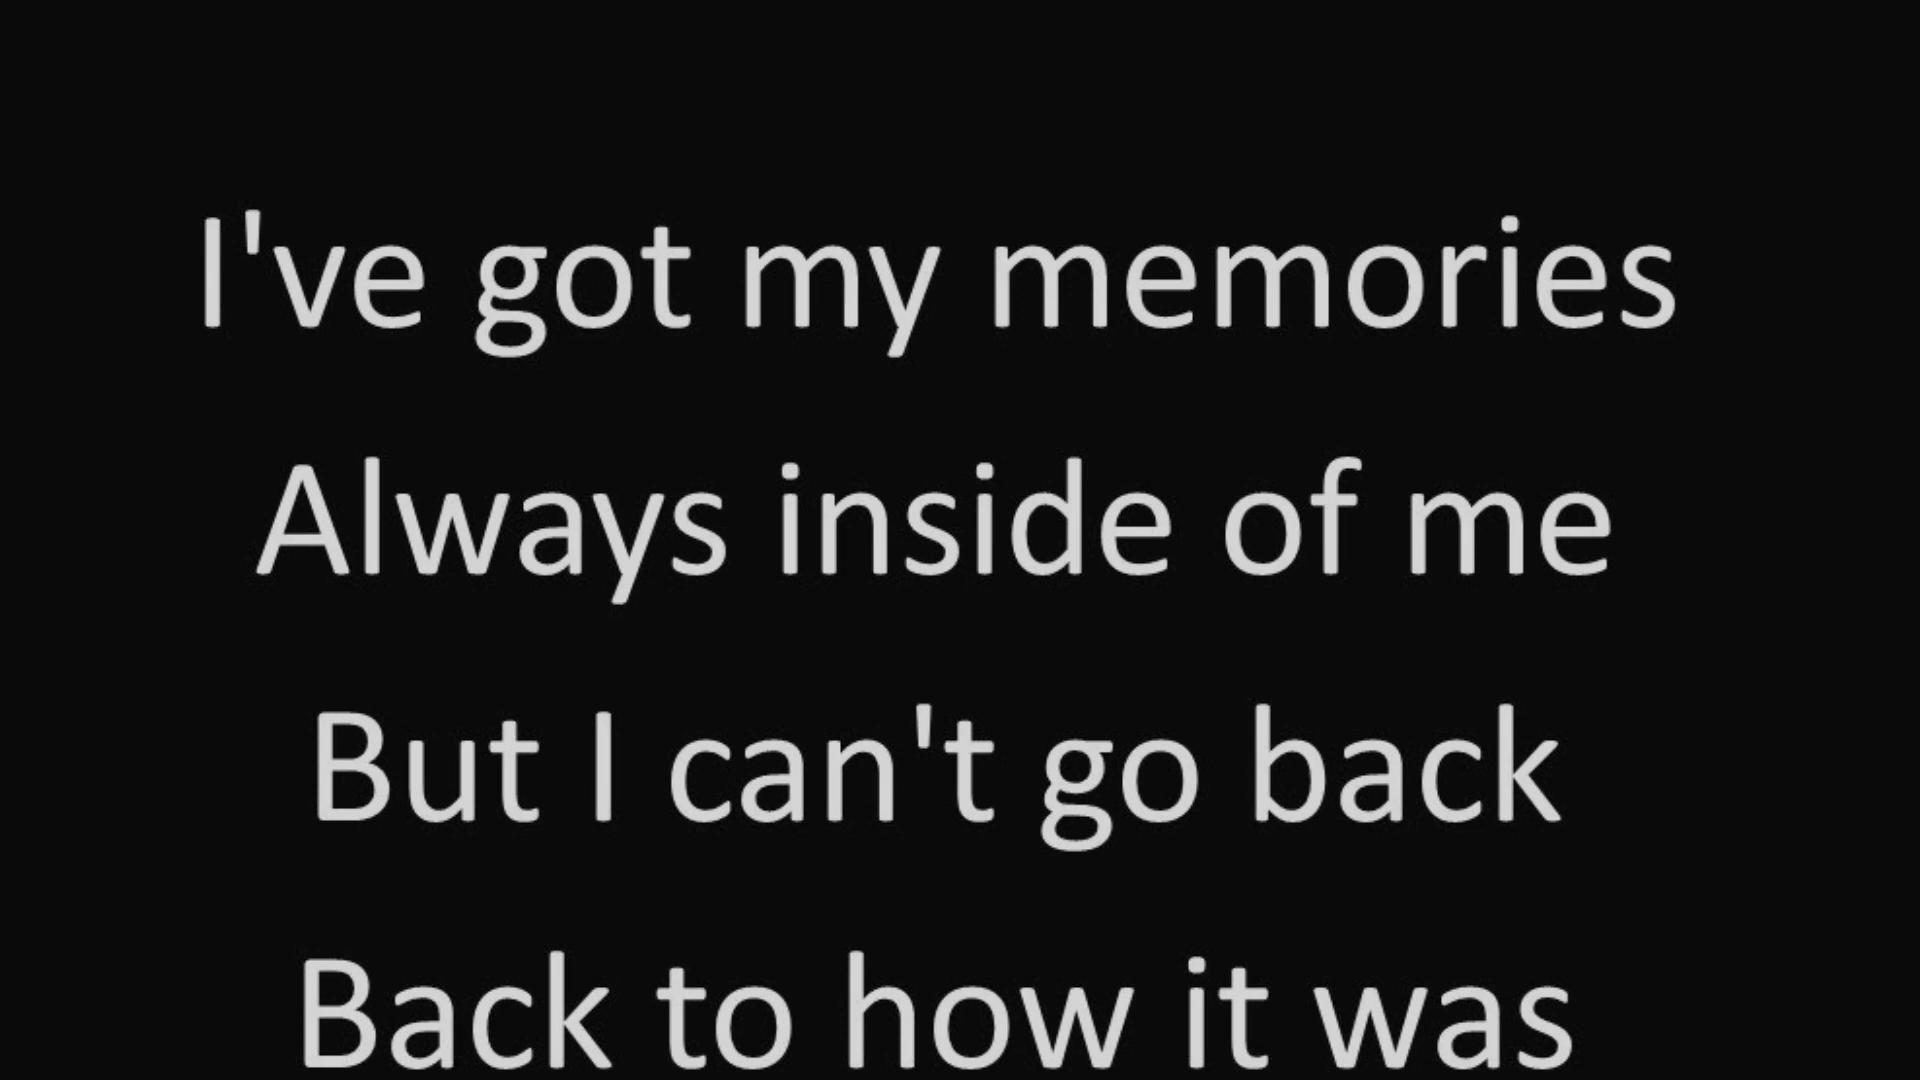 I've got my memories
Always inside of me
But I can't go back
Back to how it was